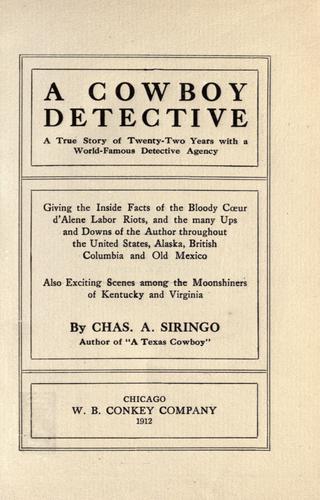 A COWBOY
DETECTIVE
A True Story of Twenty-Two Years with a
World-Famous Detective Agency
Giving the Inside Facts of the Bloody Cœur
d'Alene Labor Riots, and the many Ups
and Downs of the Author throughout
the United States, Alaska, British
Columbia and Old Mexico
Also Exciting Scenes among the Moonshiners
of Kentucky and Virginia
By CHAS. A. SIRINGO
Author of "A Texas Cowboy"
CHICAGO
W. B. CONKEY COMPANY
1912